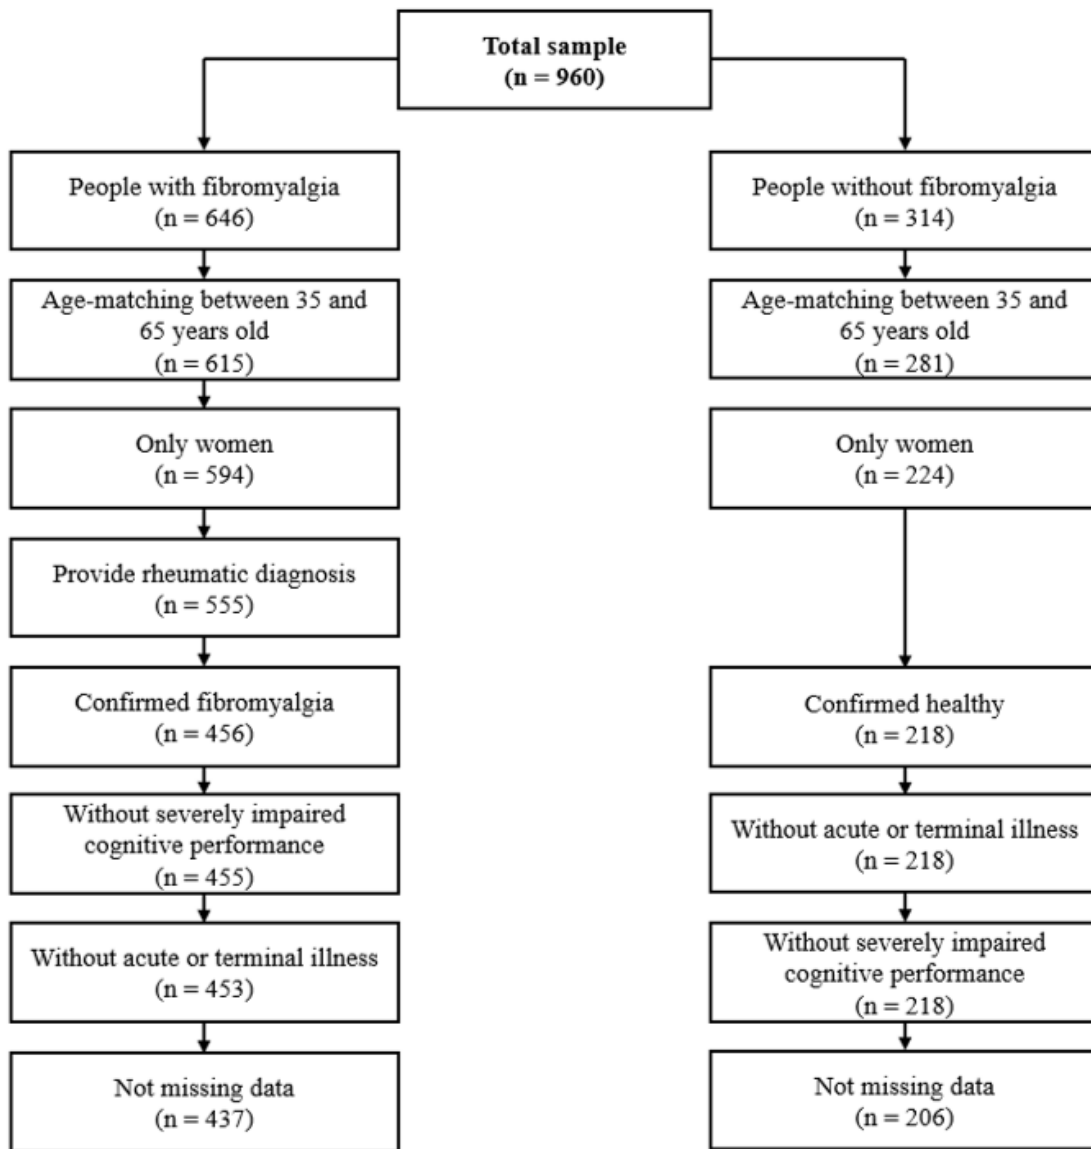 Total sample
(n = 960)
People with fibromyalgia
(n = 646)
People without fibromyalgia
(n = 314)
Age-matching between 35 and
65 years old
(n = 615)
Age-matching between 35 and
65 years old
(n = 281)
Only women
(n = 594)
Only women
(n = 224)
Provide rheumatic diagnosis
(n = 555)
Confirmed fibromyalgia
(n = 456)
Confirmed healthy
(n = 218)
Without severely impaired
cognitive performance
(n = 455)
Without acute or terminal illness
(n = 218)
Without acute or terminal illness
(n = 453)
Without severely impaired
cognitive performance
(n = 218)
Not missing data
(n = 437)
Not missing data
(n = 206)